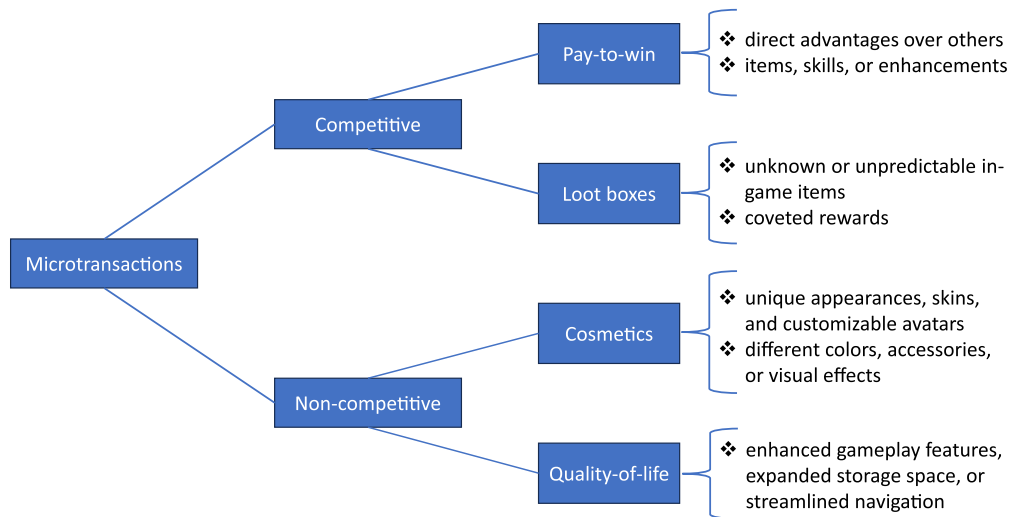 Pay-to-win
❖ direct advantages over others
❖ items, skills, or enhancements
Competitive
Loot boxes
❖ unknown or unpredictable in-
game items
❖ coveted rewards
Microtransactions
Cosmetics
❖ unique appearances, skins,
and customizable avatars
❖ different colors, accessories,
or visual effects
Non-competitive
Quality-of-life
❖ enhanced gameplay features,
expanded storage space, or
streamlined navigation